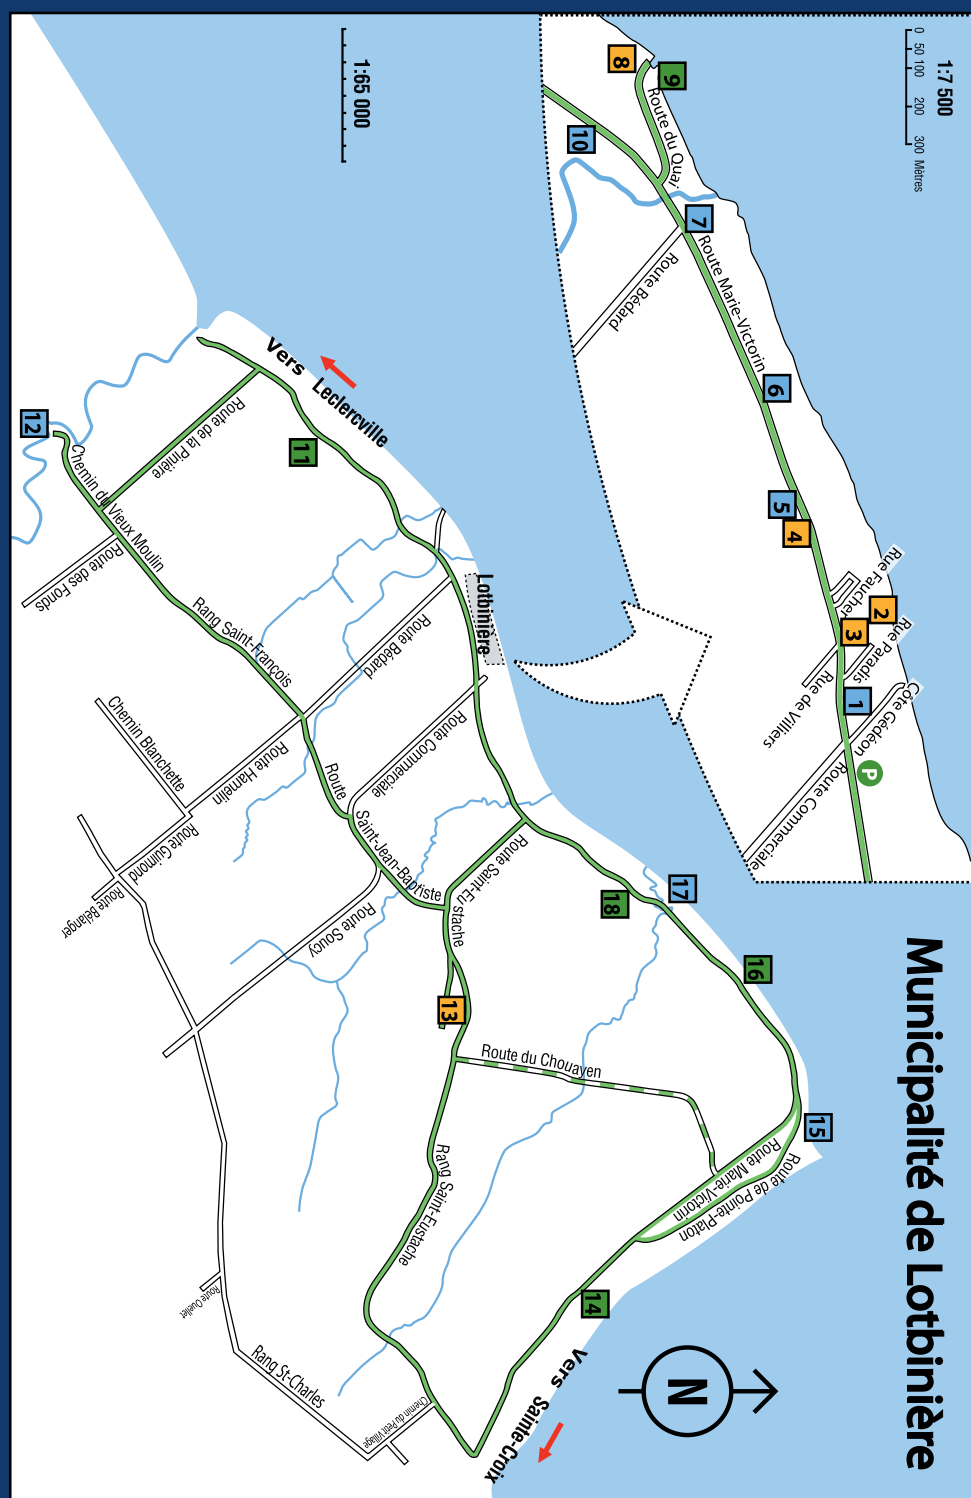 Municipalité de Lotbinière
1:7 500
0 50 100 200 300 Mètres
1:65 000
8
9
Route du Quai
10
7
Route Marie-Victorin
Route Bédard
6
5
4
Rue Faucher
2
3
Rue Paradis
Rue de Villiers
1
Côte Gédéon
P
Route Commerciale
Vers Leclercville
11
12
Route de la Pinière
Chemin du Vieux Moulin
Route des Fonds
Rang Saint-François
Lotbinière
Route Bédard
Route Hamelin
Chemin Blanchette
Route Guimond
Route Bélanger
Route Commerciale
Route Saint-Jean-Baptiste
Route Soucy
Route Saint-Eustache
13
17
18
16
Route du Chouayen
15
Route Marie-Victorin
Route de Pointe-Platon
Rang Saint-Eustache
14
Vers Sainte-Croix
Route Ouellet
Rang St-Charles
Chemin du Petit Village
N